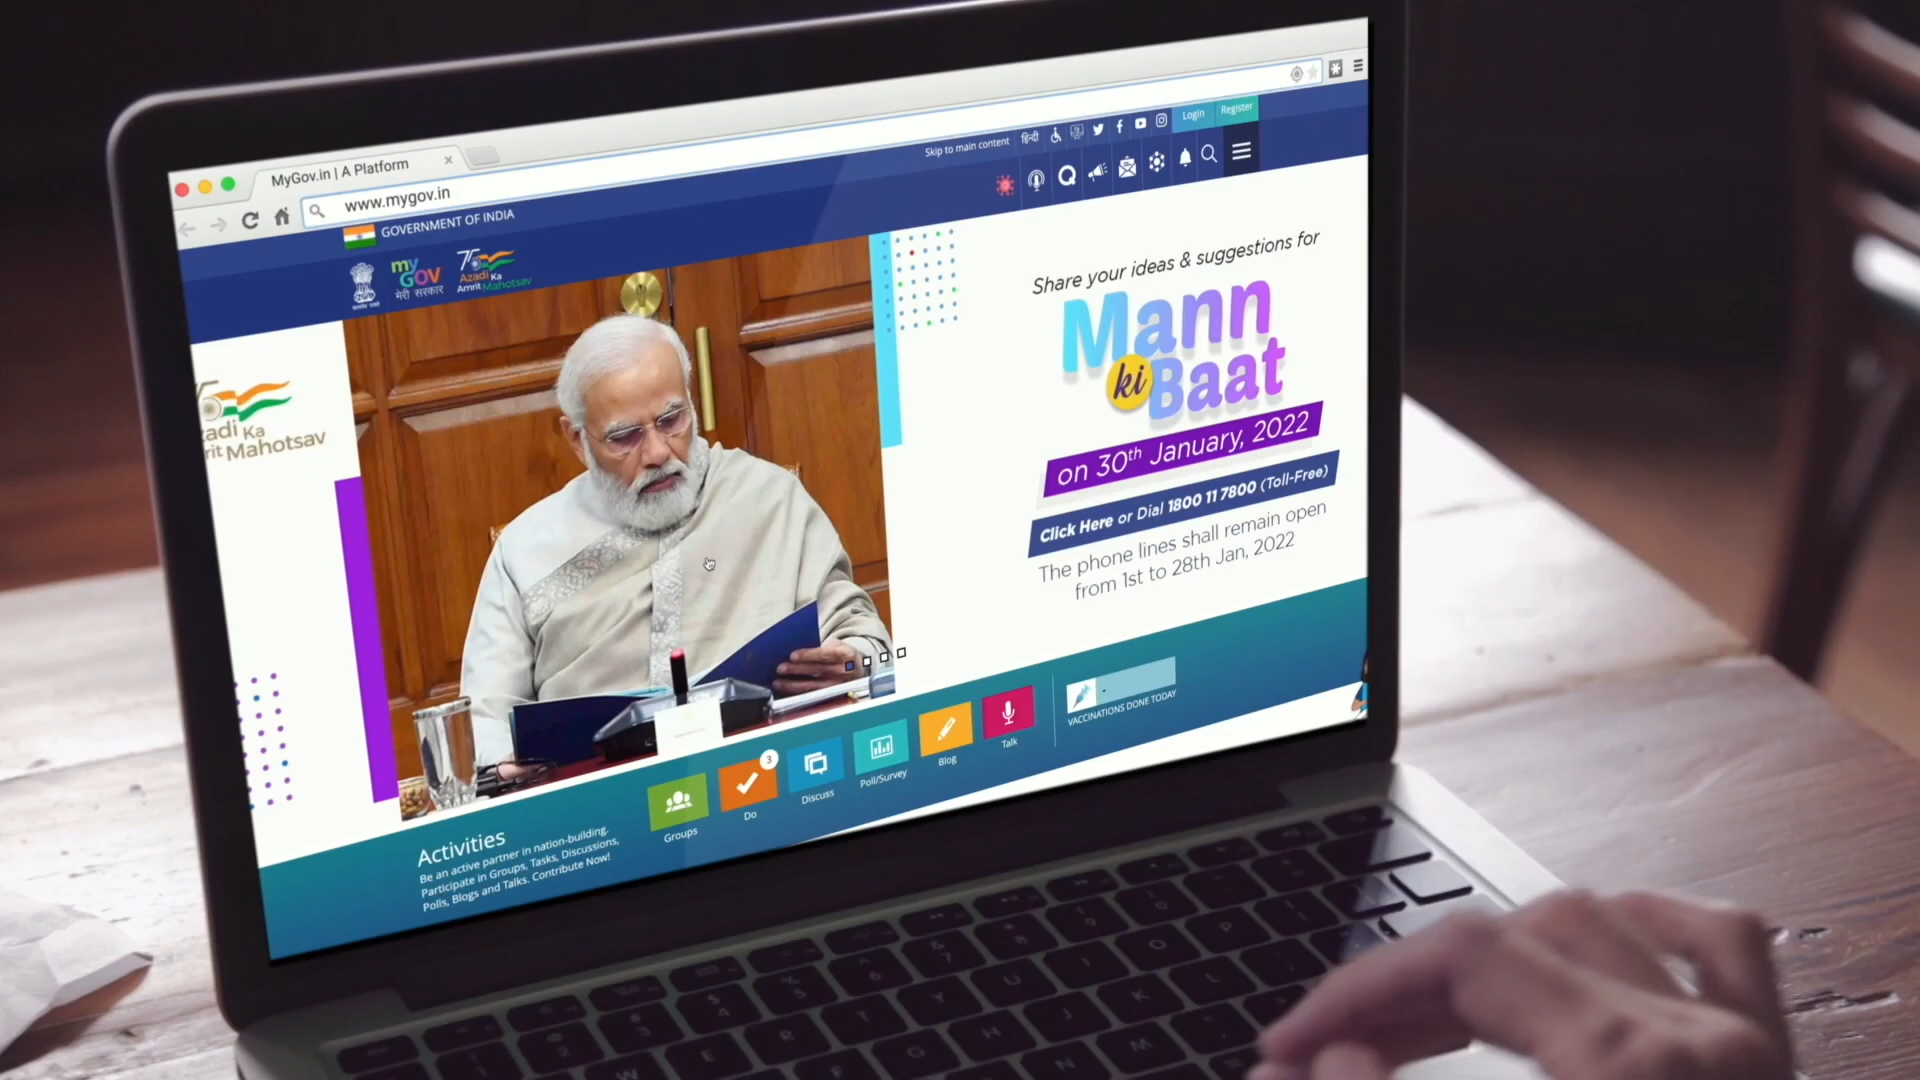 MyGov.in | A Platform
www.mygov.in
GOVERNMENT OF INDIA
Skip to main content
हिन्दी
Login
Register
my
GOV
मेरी सरकार
75
Azadi Ka
Amrit Mahotsav
Azadi Ka
rit Mahotsav
Share your ideas & suggestions for
Mann
ki
Baat
on 30th January, 2022
Click Here or Dial 1800 11 7800 (Toll-Free)
The phone lines shall remain open
from 1st to 28th Jan, 2022
Activities
Be an active partner in nation-building.
Participate in Groups, Tasks, Discussions,
Polls, Blogs and Talks. Contribute Now!
Groups
3
Do
Discuss
Poll/Survey
Blog
Talk
-
VACCINATIONS DONE TODAY